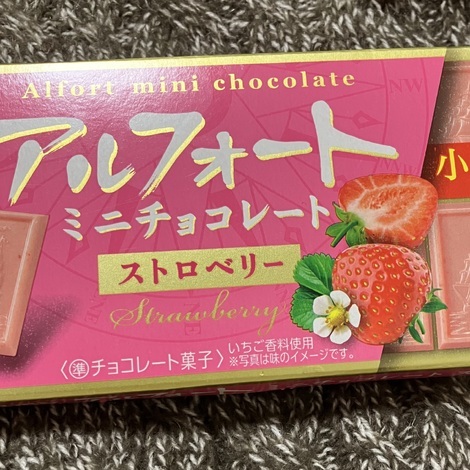 Alfort mini chocolate
アルフォート
ミニチョコレート
ストロベリー
Strawberry
〈準チョコレート菓子〉
いちご香料使用
※写真は味のイメージです。
小
NW